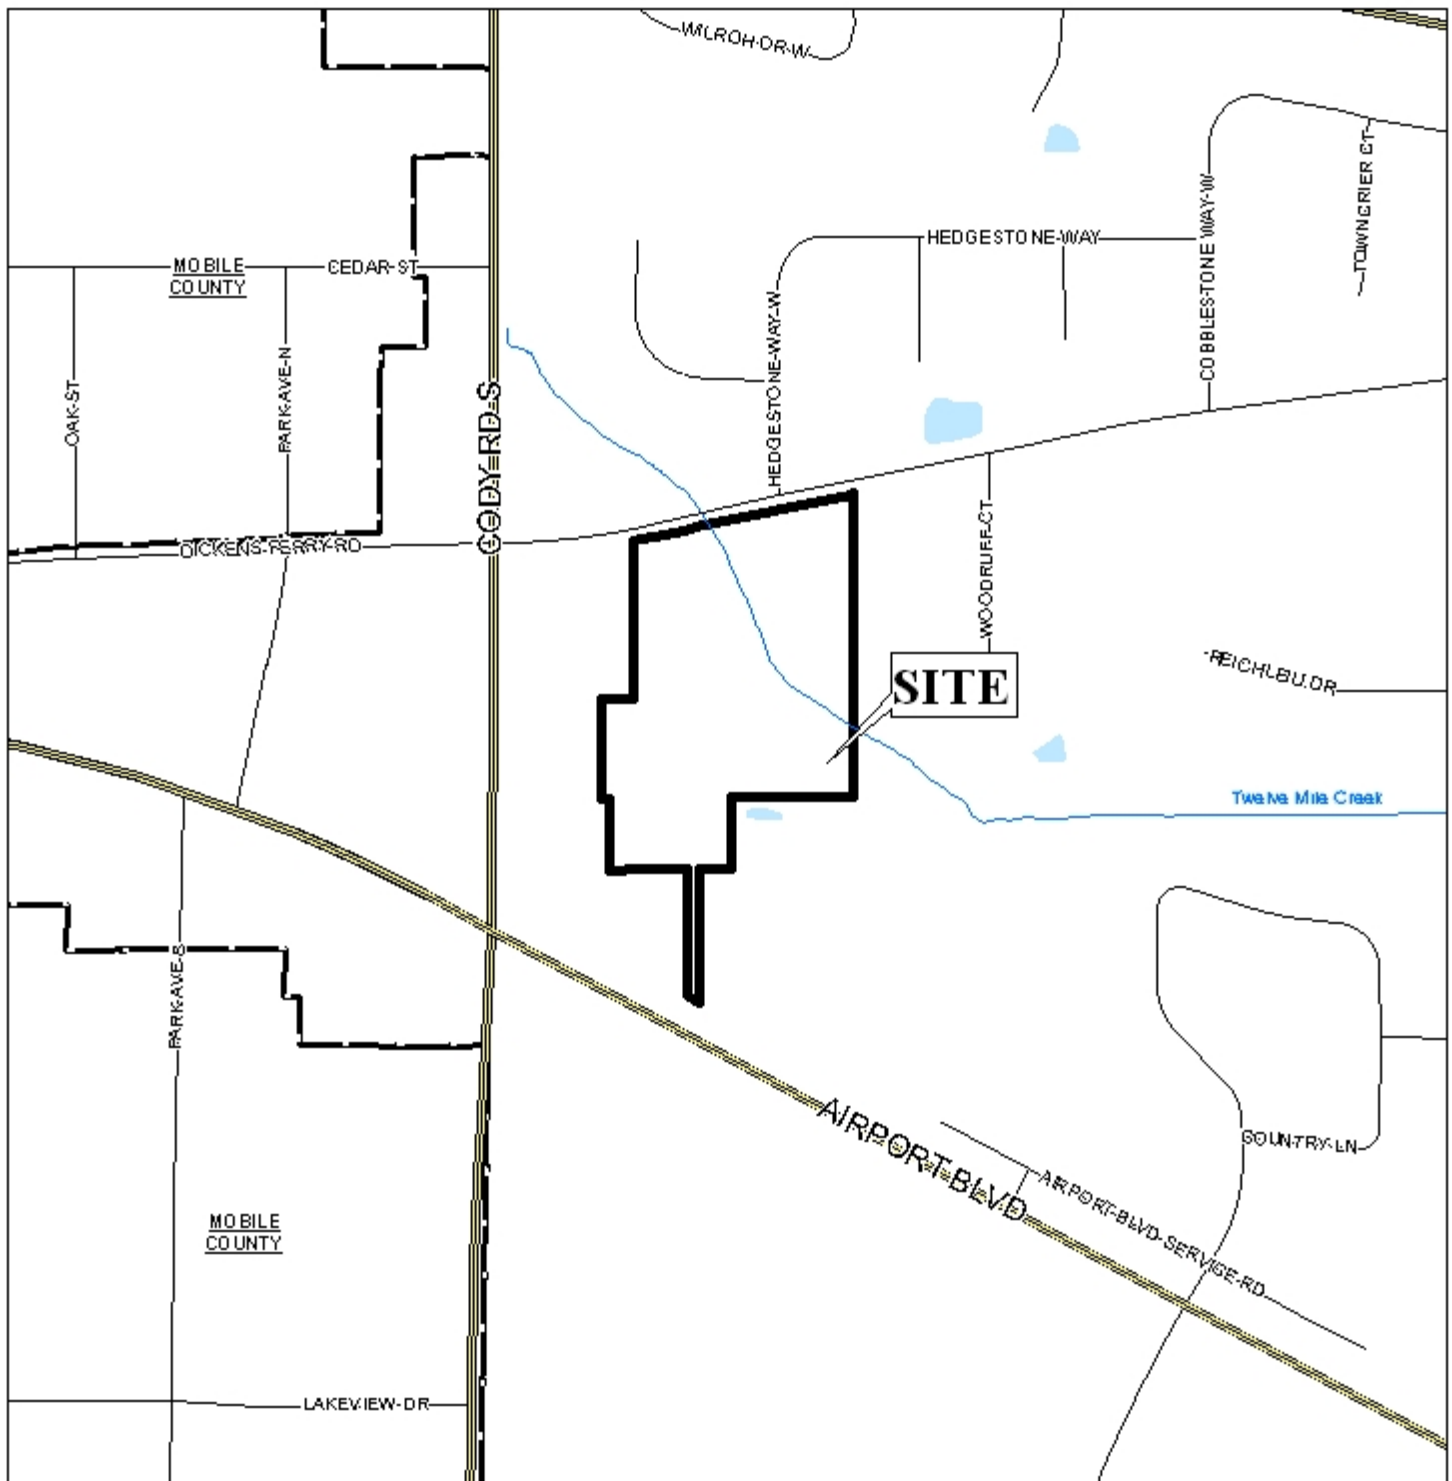 WILROH DR W
HEDGESTONE WAY
TOWNCRIER CT
COBBLESTONE WAY W
MOBILE
COUNTY
CEDAR ST
HEDGESTONE WAY W
OAK ST
PARK AVE N
CODY RD S
DICKENS FERRY RD
WOODRUFF CT
SITE
DR
Twelve Mile Creek
PARK AVE S
AIRPORT BLVD
COUNTRY LN
AIRPORT BLVD SERVICE RD
MOBILE
COUNTY
LAKEVIEW DR